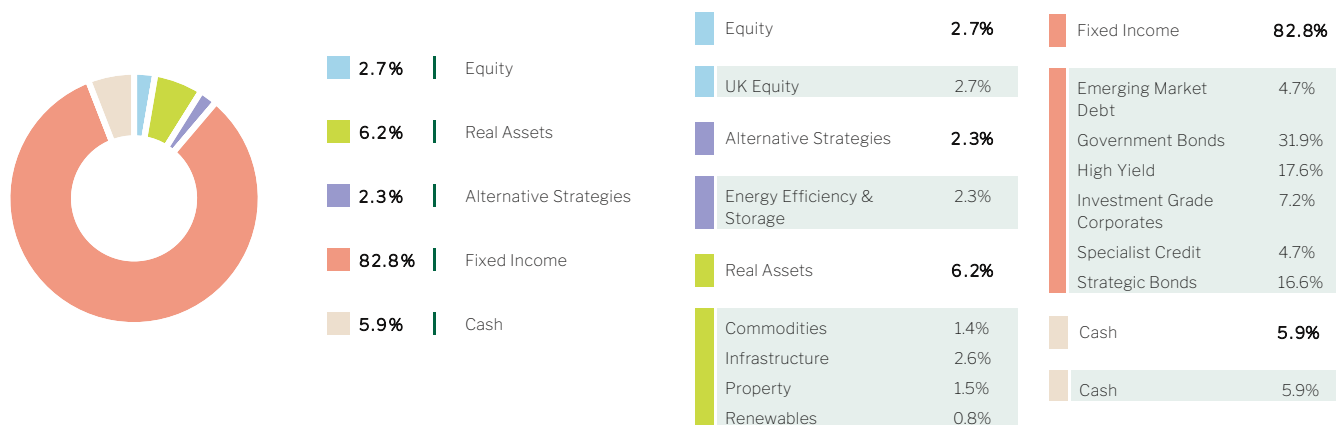 2.7% Equity
6.2% Real Assets
2.3% Alternative Strategies
82.8% Fixed Income
5.9% Cash
Equity 2.7%
UK Equity 2.7%
Alternative Strategies 2.3%
Energy Efficiency & 2.3%
Storage
Real Assets 6.2%
Commodities 1.4%
Infrastructure 2.6%
Property 1.5%
Renewables 0.8%
Fixed Income 82.8%
Emerging Market 4.7%
Debt
Government Bonds 31.9%
High Yield 17.6%
Investment Grade 7.2%
Corporates
Specialist Credit 4.7%
Strategic Bonds 16.6%
Cash 5.9%
Cash 5.9%